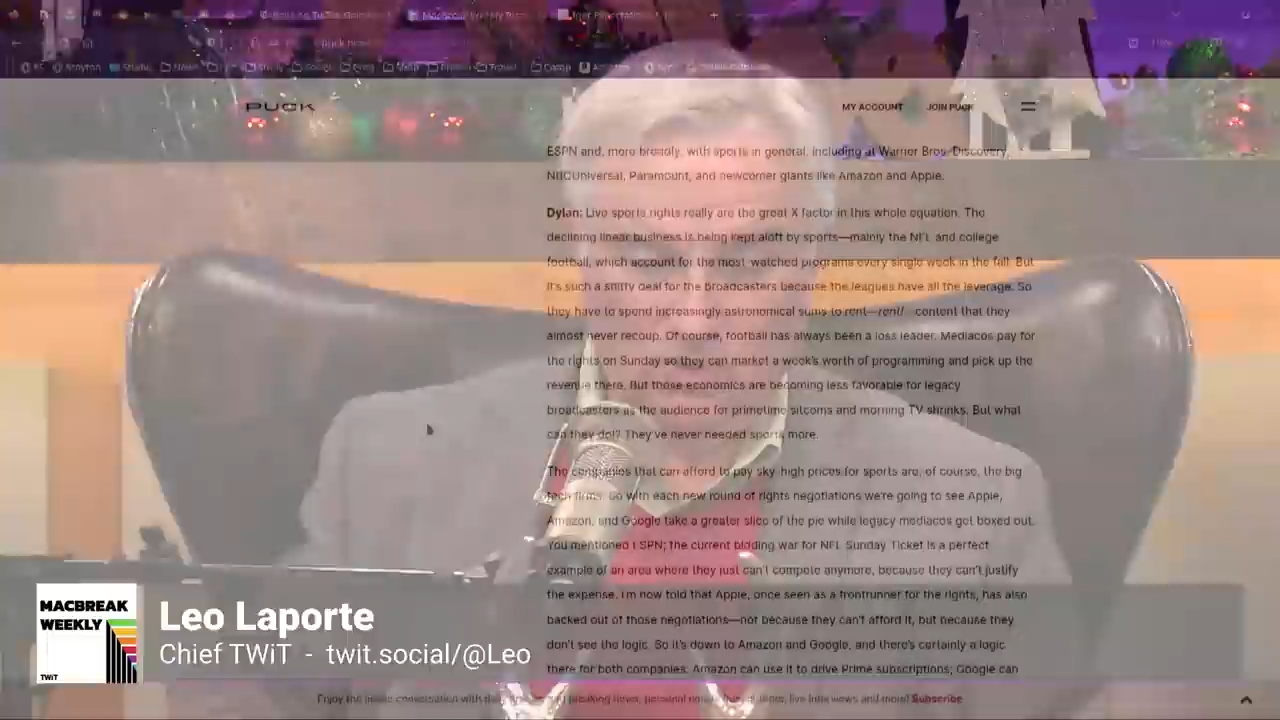 PUCK
MY ACCOUNT
JOIN PUCK
ESPN and, more broadly, with sports in general, including at Warner Bros. Discovery,
NBCUniversal, Paramount, and newcomer giants like Amazon and Apple.
Dylan: Live sports rights really are the great X factor in this whole equation. The
declining linear business is being kept aloft by sports—mainly the NFL and college
football, which account for the most-watched programs every single week in the fall. But
it's such a shitty deal for the broadcasters because the leagues have all the leverage. So
they have to spend increasingly astronomical sums to rent—rent!—content that they
almost never recoup. Of course, football has always been a loss leader. Mediacos pay for
the rights on Sunday so they can market a week's worth of programming and pick up the
revenue there. But those economics are becoming less favorable for legacy
broadcasters as the audience for primetime sitcoms and morning TV shrinks. But what
can they do? They've never needed sports more.
The companies that can afford to pay sky-high prices for sports are, of course, the big
tech firms. So with each new round of rights negotiations we're going to see Apple,
Amazon, and Google take a greater slice of the pie while legacy mediacos get boxed out.
You mentioned ESPN; the current bidding war for NFL Sunday Ticket is a perfect
example of an area where they just can't compete anymore, because they can't justify
the expense. I'm now told that Apple, once seen as a frontrunner for the rights, has also
backed out of those negotiations—not because they can't afford it, but because they
don't see the logic. So it's down to Amazon and Google, and there's certainly a logic
there for both companies: Amazon can use it to drive Prime subscriptions; Google can
MACBREAK
WEEKLY
TWiT
Leo Laporte
Chief TWiT - twit.social/@Leo
Enjoy the inside conversation with daily breaking news, personal live interviews and more! Subscribe